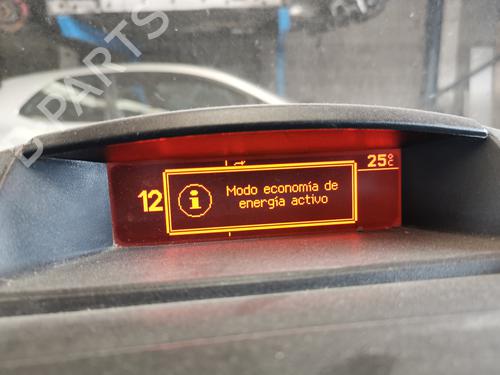 B PARTS
12
25°C
i
Modo economía de
energía activo